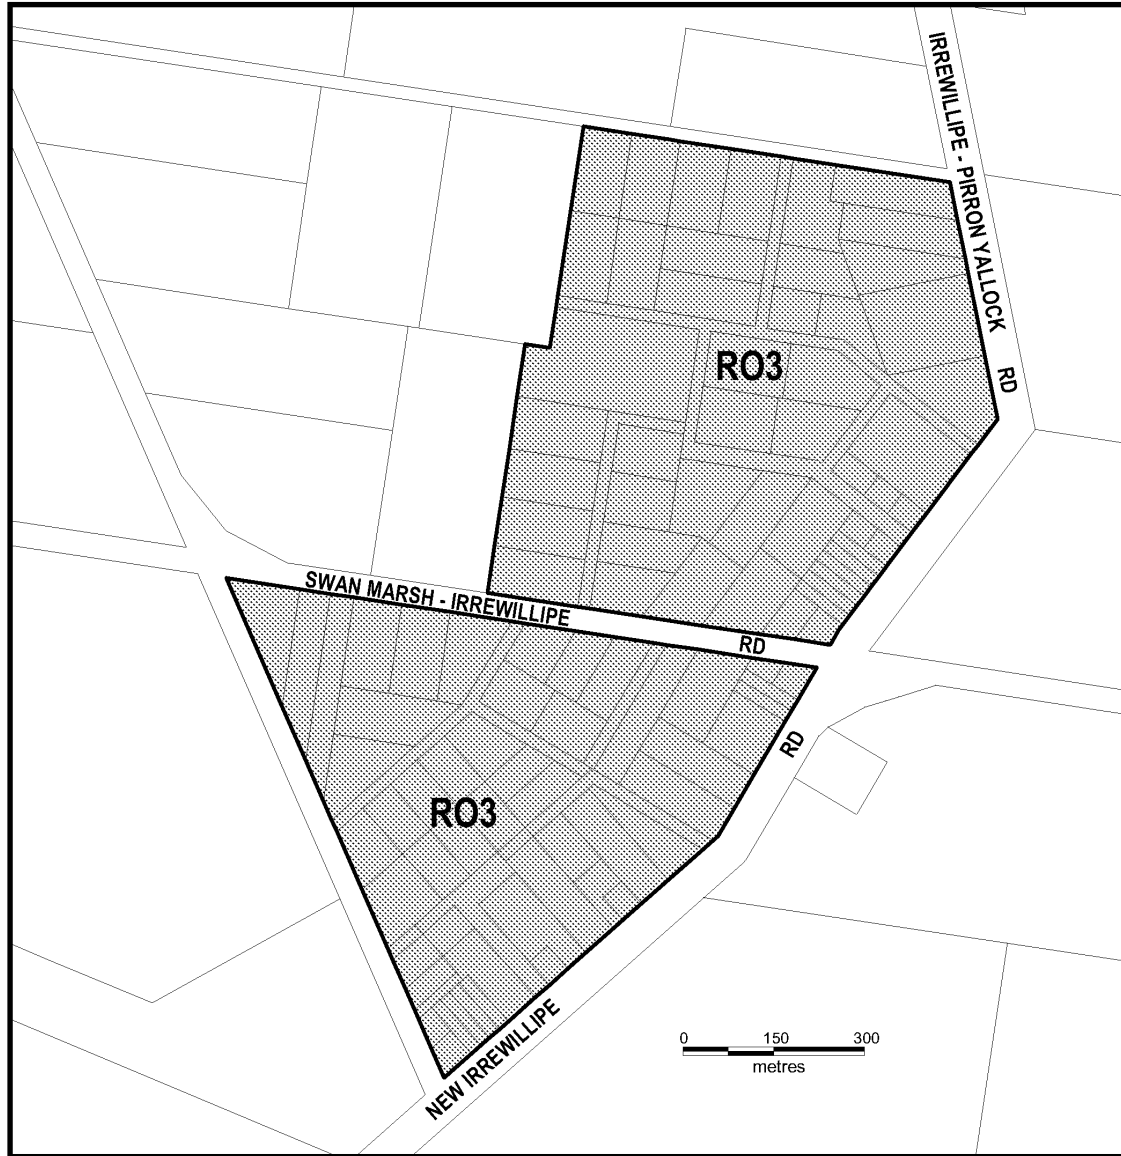 IRREWILLIPE - PIRRON YALLOCK RD
RO3
SWAN MARSH - IRREWILLIPE RD
RO3
NEW IRREWILLIPE RD
0 150 300
metres